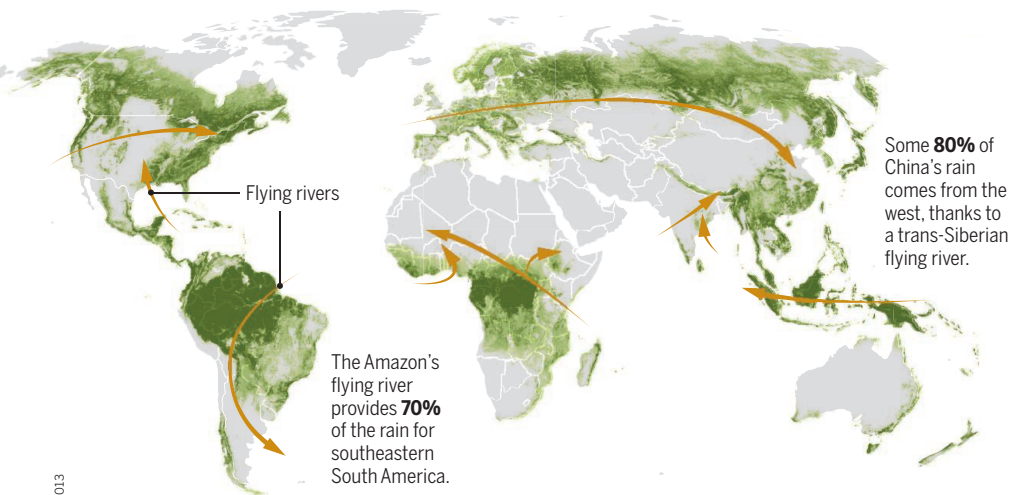 Flying rivers
Some 80% of
China's rain
comes from the
west, thanks to
a trans-Siberian
flying river.
The Amazon's
flying river
provides 70%
of the rain for
southeastern
South America.
013